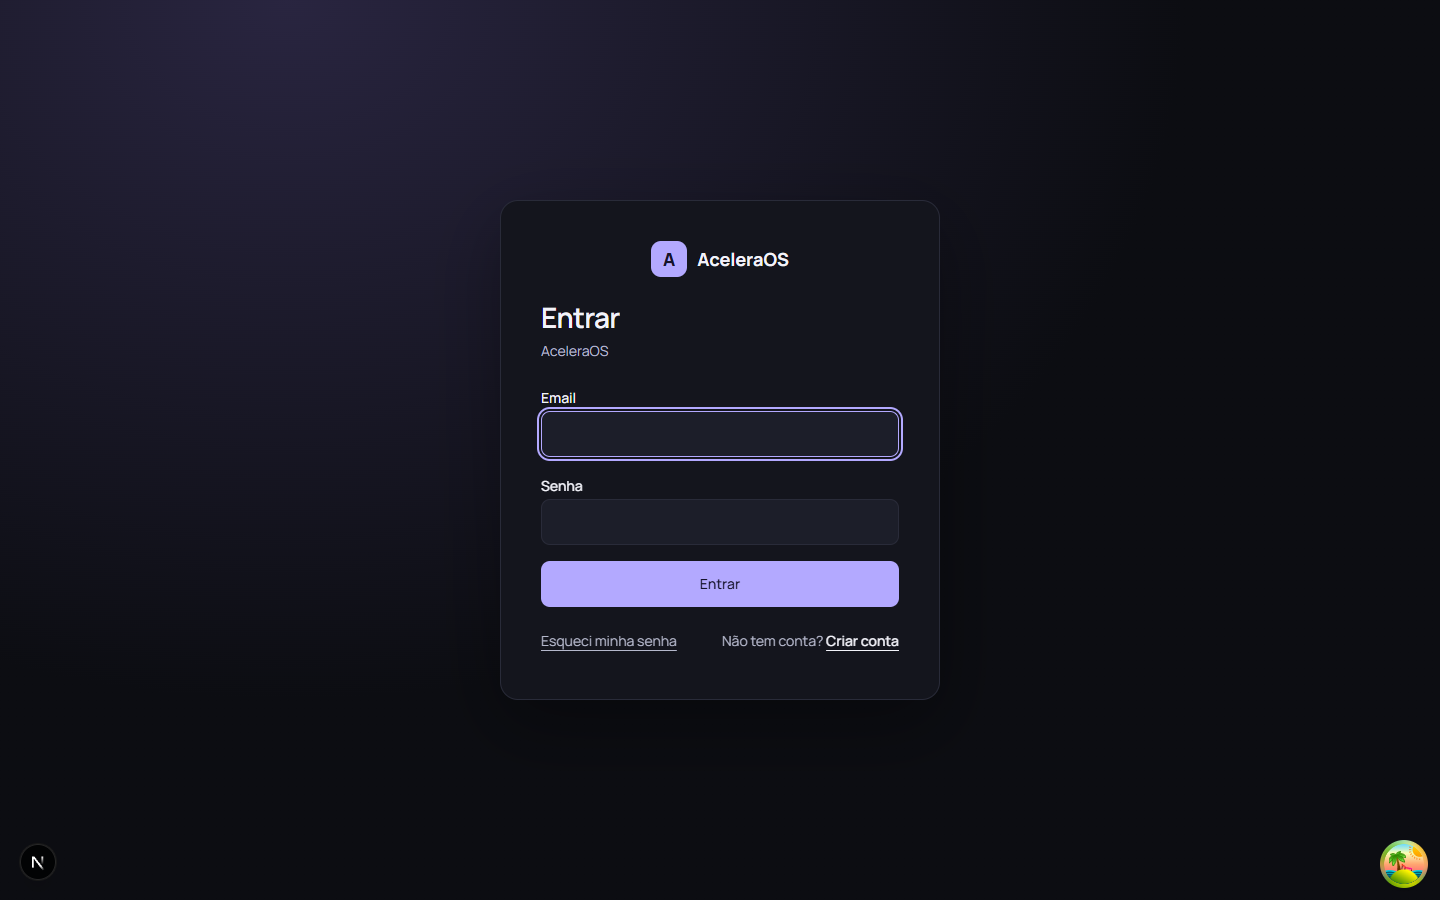 A AceleraOS
Entrar
AceleraOS
Email
Senha
Entrar
Esqueci minha senha Não tem conta? Criar conta
N